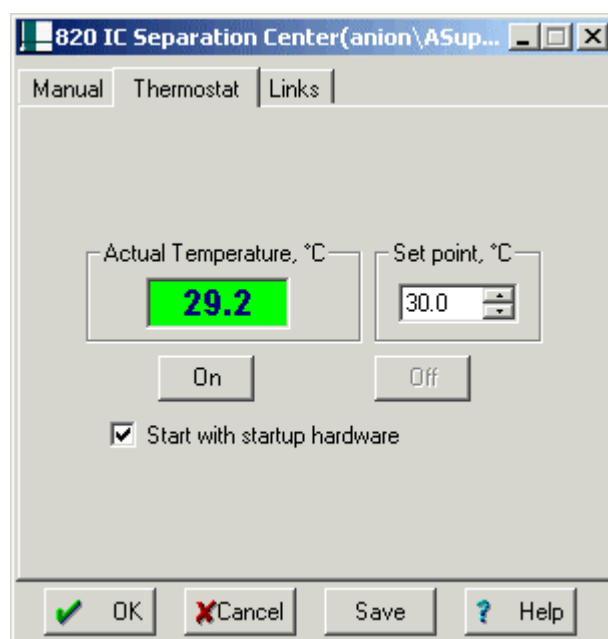 820 IC Separation Center(anion\ASup...
Manual Thermostat Links
Actual Temperature, °C Set point, °C
29.2 30.0
On Off
Start with startup hardware
OK Cancel Save ? Help